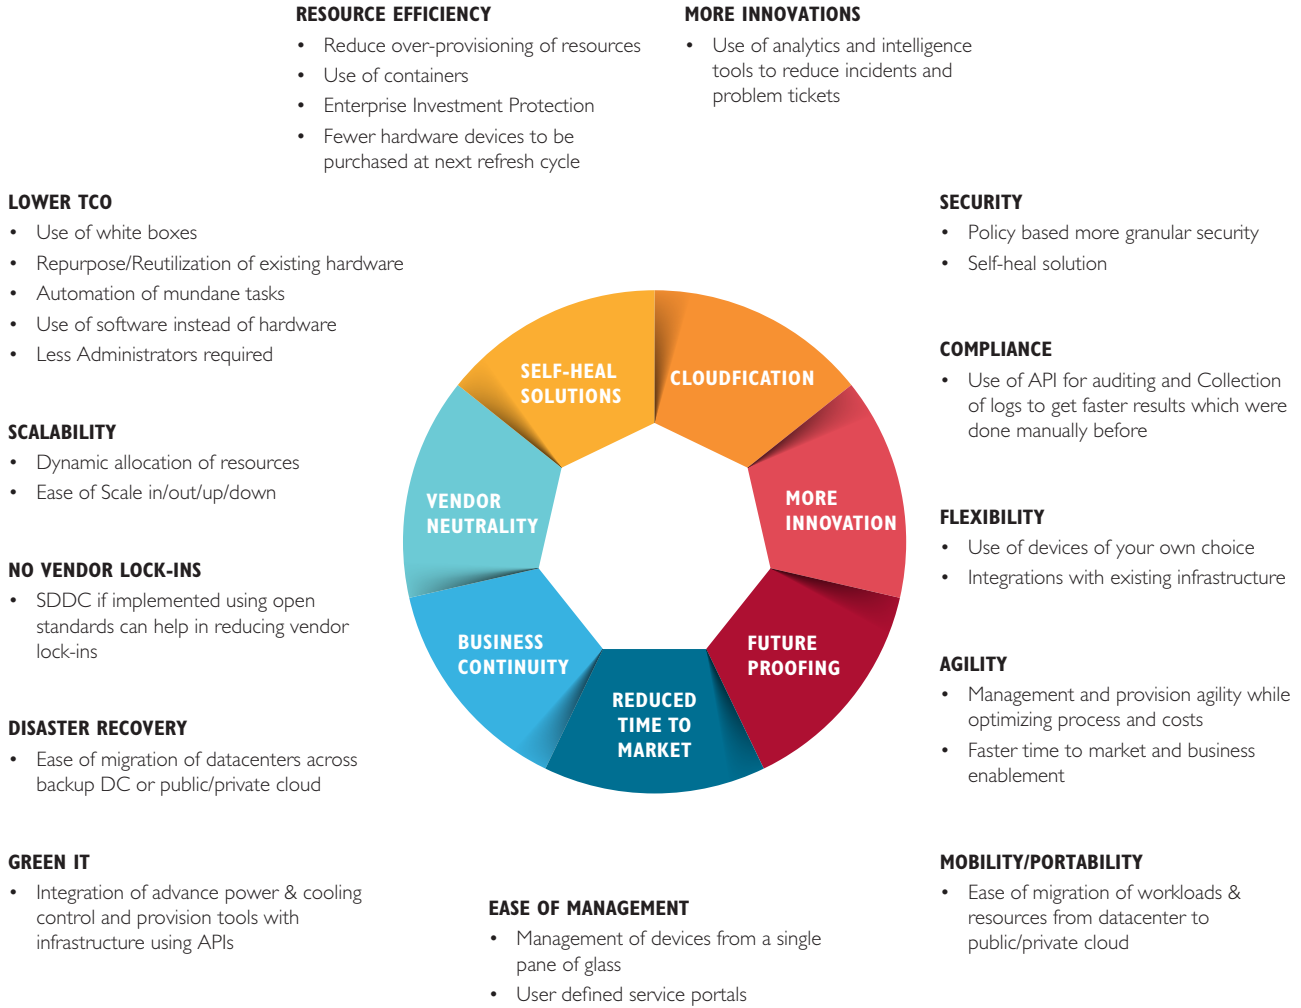 RESOURCE EFFICIENCY
• Reduce over-provisioning of resources
• Use of containers
• Enterprise Investment Protection
• Fewer hardware devices to be
purchased at next refresh cycle
MORE INNOVATIONS
• Use of analytics and intelligence
tools to reduce incidents and
problem tickets
LOWER TCO
• Use of white boxes
• Repurpose/Reutilization of existing hardware
• Automation of mundane tasks
• Use of software instead of hardware
• Less Administrators required
SCALABILITY
• Dynamic allocation of resources
• Ease of Scale in/out/up/down
NO VENDOR LOCK-INS
• SDDC if implemented using open
standards can help in reducing vendor
lock-ins
DISASTER RECOVERY
• Ease of migration of datacenters across
backup DC or public/private cloud
GREEN IT
• Integration of advance power & cooling
control and provision tools with
infrastructure using APIs
SELF-HEAL
SOLUTIONS
CLOUDFICATION
MORE
INNOVATION
FUTURE
PROOFING
REDUCED
TIME TO
MARKET
BUSINESS
CONTINUITY
VENDOR
NEUTRALITY
EASE OF MANAGEMENT
• Management of devices from a single
pane of glass
• User defined service portals
SECURITY
• Policy based more granular security
• Self-heal solution
COMPLIANCE
• Use of API for auditing and Collection
of logs to get faster results which were
done manually before
FLEXIBILITY
• Use of devices of your own choice
• Integrations with existing infrastructure
AGILITY
• Management and provision agility while
optimizing process and costs
• Faster time to market and business
enablement
MOBILITY/PORTABILITY
• Ease of migration of workloads &
resources from datacenter to
public/private cloud